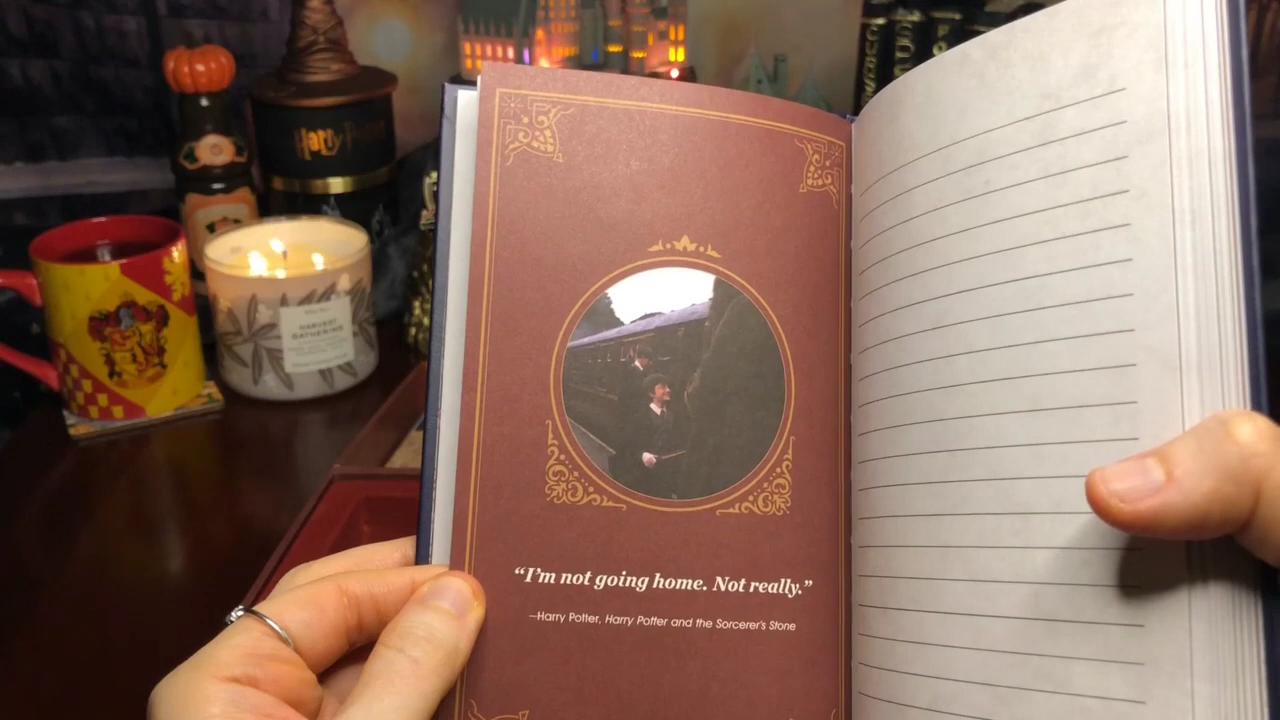 Harry Potter
HARVEST
GATHERING
“I’m not going home. Not really.”
—Harry Potter, Harry Potter and the Sorcerer’s Stone